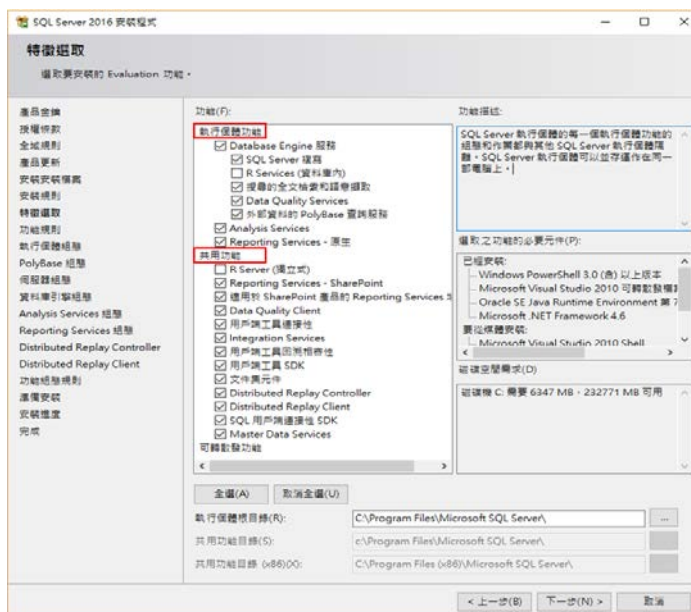 SQL Server 2016 安裝程式
特徵選取
選取要安裝的 Evaluation 功能。
產品金鑰
授權條款
全域規則
產品更新
安裝安裝檔案
安裝規則
特徵選取
功能規則
執行個體組態
PolyBase 組態
伺服器組態
資料庫引擎組態
Analysis Services 組態
Reporting Services 組態
Distributed Replay Controller
Distributed Replay Client
功能組態規則
準備安裝
安裝進度
完成
功能(F):
執行個體功能
Database Engine 服務
SQL Server 複寫
R Services (資料庫內)
搜尋的全文檢索和語意擷取
Data Quality Services
外部資料的 PolyBase 查詢服務
Analysis Services
Reporting Services - 原生
共用功能
R Server (獨立式)
Reporting Services - SharePoint
適用於 SharePoint 產品的 Reporting Services
Data Quality Client
用戶端工具連接性
Integration Services
用戶端工具回溯相容性
用戶端工具 SDK
文件集元件
Distributed Replay Controller
Distributed Replay Client
SQL 用戶端連接性 SDK
Master Data Services
可轉散發功能
全選(A)
取消全選(U)
功能描述:
SQL Server 執行個體的每一個執行個體功能的
組態和作業都與其他 SQL Server 執行個體隔
離。SQL Server 執行個體可以並存運作在同一
部電腦上。
選取之功能的必要元件(P):
已經安裝:
Windows PowerShell 3.0 (含) 以上版本
Microsoft Visual Studio 2010 可轉散發檔
Oracle SE Java Runtime Environment 第 7
Microsoft .NET Framework 4.6
要從媒體安裝:
Microsoft Visual Studio 2010 Shell
磁碟空間需求(D)
磁碟機 C: 需要 6347 MB，232771 MB 可用
執行個體根目錄(R):
C:\Program Files\Microsoft SQL Server\
...
共用功能目錄(S):
c:\Program Files\Microsoft SQL Server\
共用功能目錄 (x86)(X):
C:\Program Files (x86)\Microsoft SQL Server\
< 上一步(B)
下一步(N) >
取消